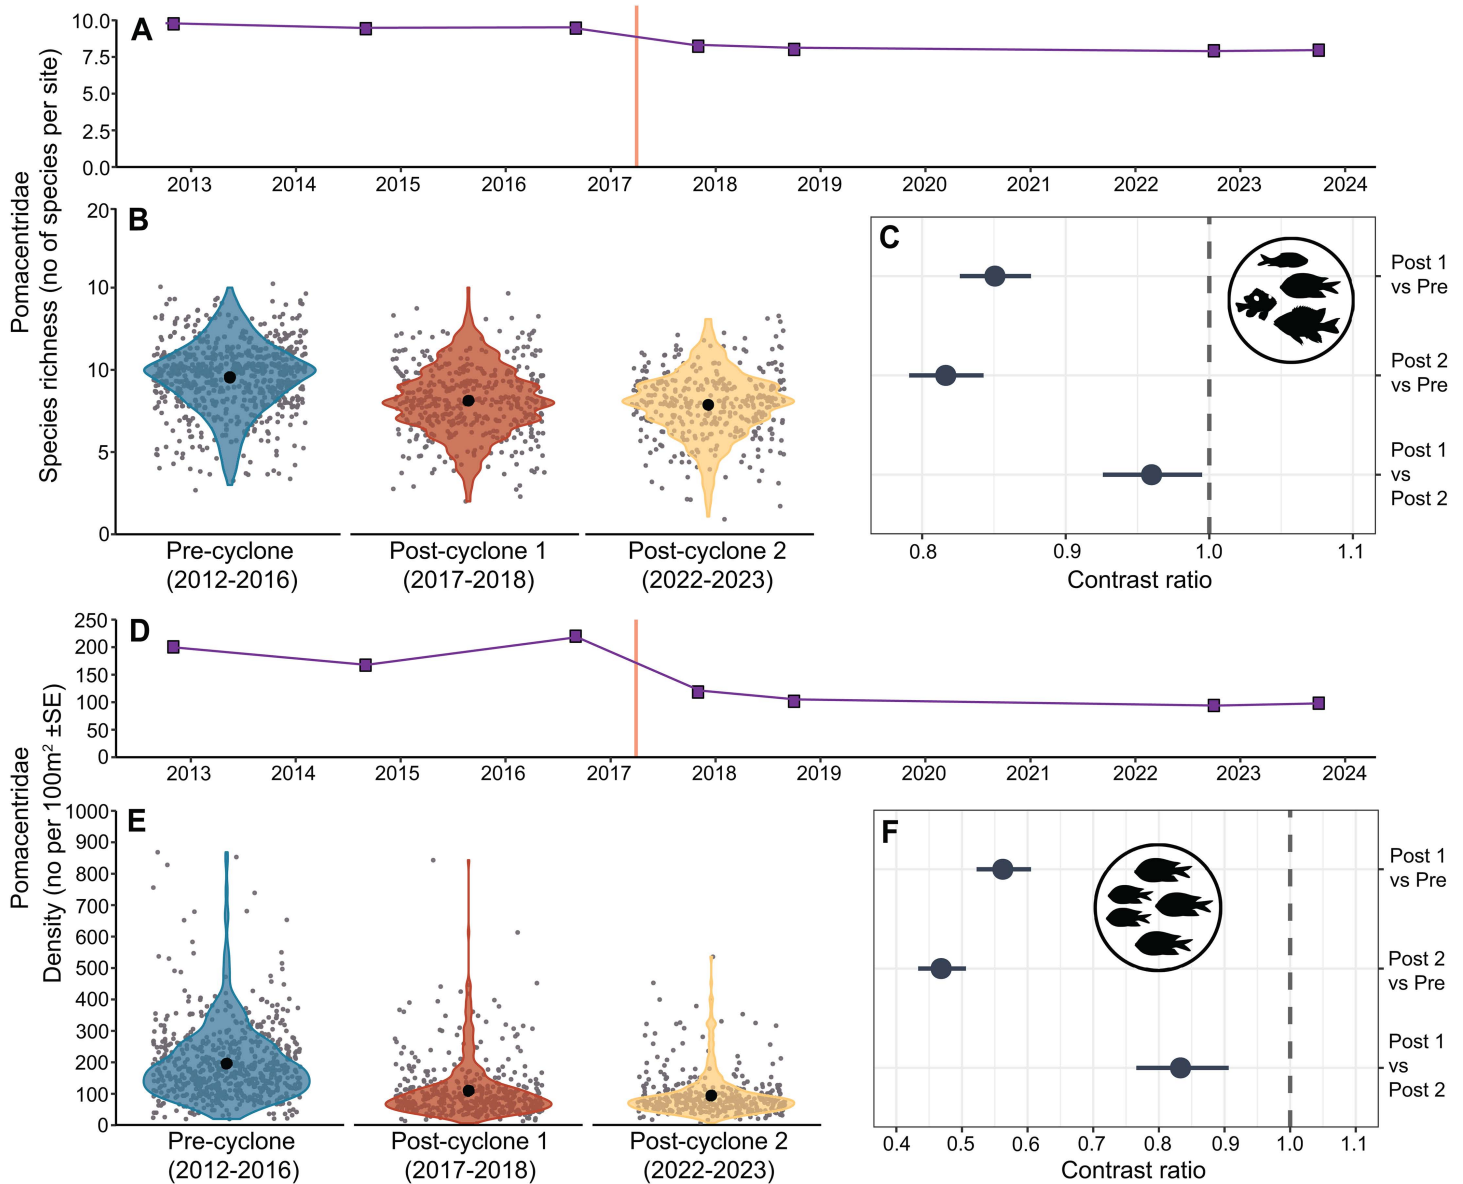 A
Pomacentridae
Species richness (no of species per site)
10.0
7.5
5.0
2.5
0.0
2013 2014 2015 2016 2017 2018 2019 2020 2021 2022 2023 2024
B
20
10
10
5
0
Pre-cyclone
(2012-2016)
Post-cyclone 1
(2017-2018)
Post-cyclone 2
(2022-2023)
C
Post 1
vs Pre
Post 2
vs Pre
Post 1
vs
Post 2
0.8 0.9 1.0 1.1
Contrast ratio
D
Pomacentridae
Density (no per 100m² ±SE)
250
200
150
100
50
0
2013 2014 2015 2016 2017 2018 2019 2020 2021 2022 2023 2024
E
1000
900
800
700
600
500
400
300
200
100
0
Pre-cyclone
(2012-2016)
Post-cyclone 1
(2017-2018)
Post-cyclone 2
(2022-2023)
F
Post 1
vs Pre
Post 2
vs Pre
Post 1
vs
Post 2
0.4 0.5 0.6 0.7 0.8 0.9 1.0 1.1
Contrast ratio